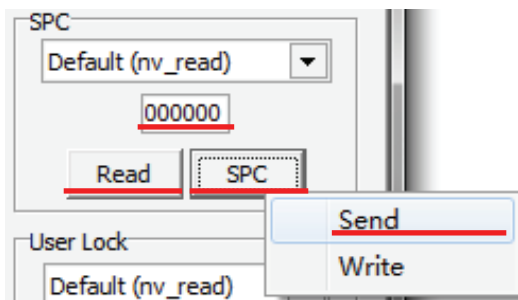 SPC
Default (nv_read)
000000
Read SPC
Send
User Lock
Write
Default (nv_read)